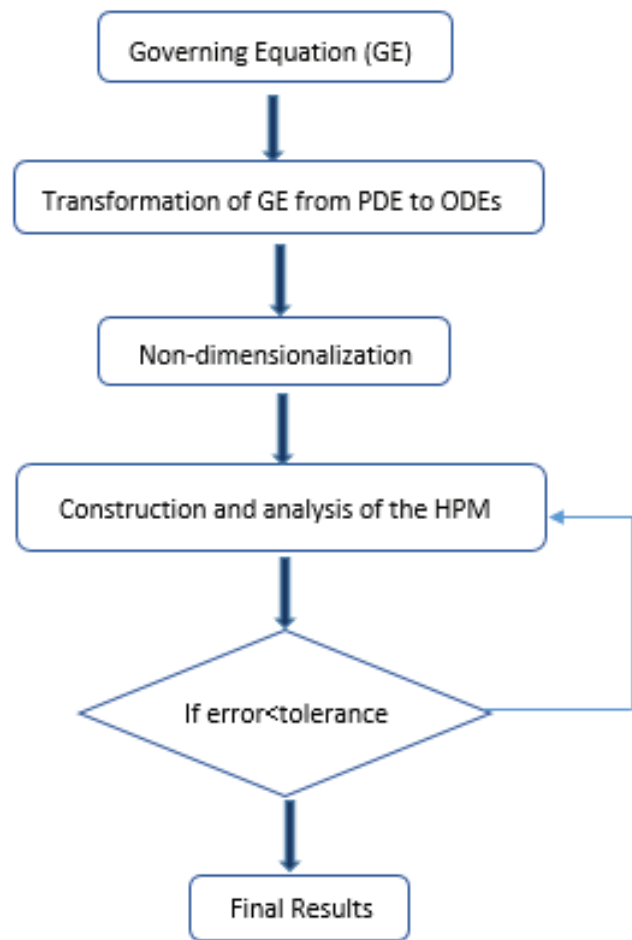 Governing Equation (GE)
Transformation of GE from PDE to ODEs
Non-dimensionalization
Construction and analysis of the HPM
If error<tolerance
Final Results